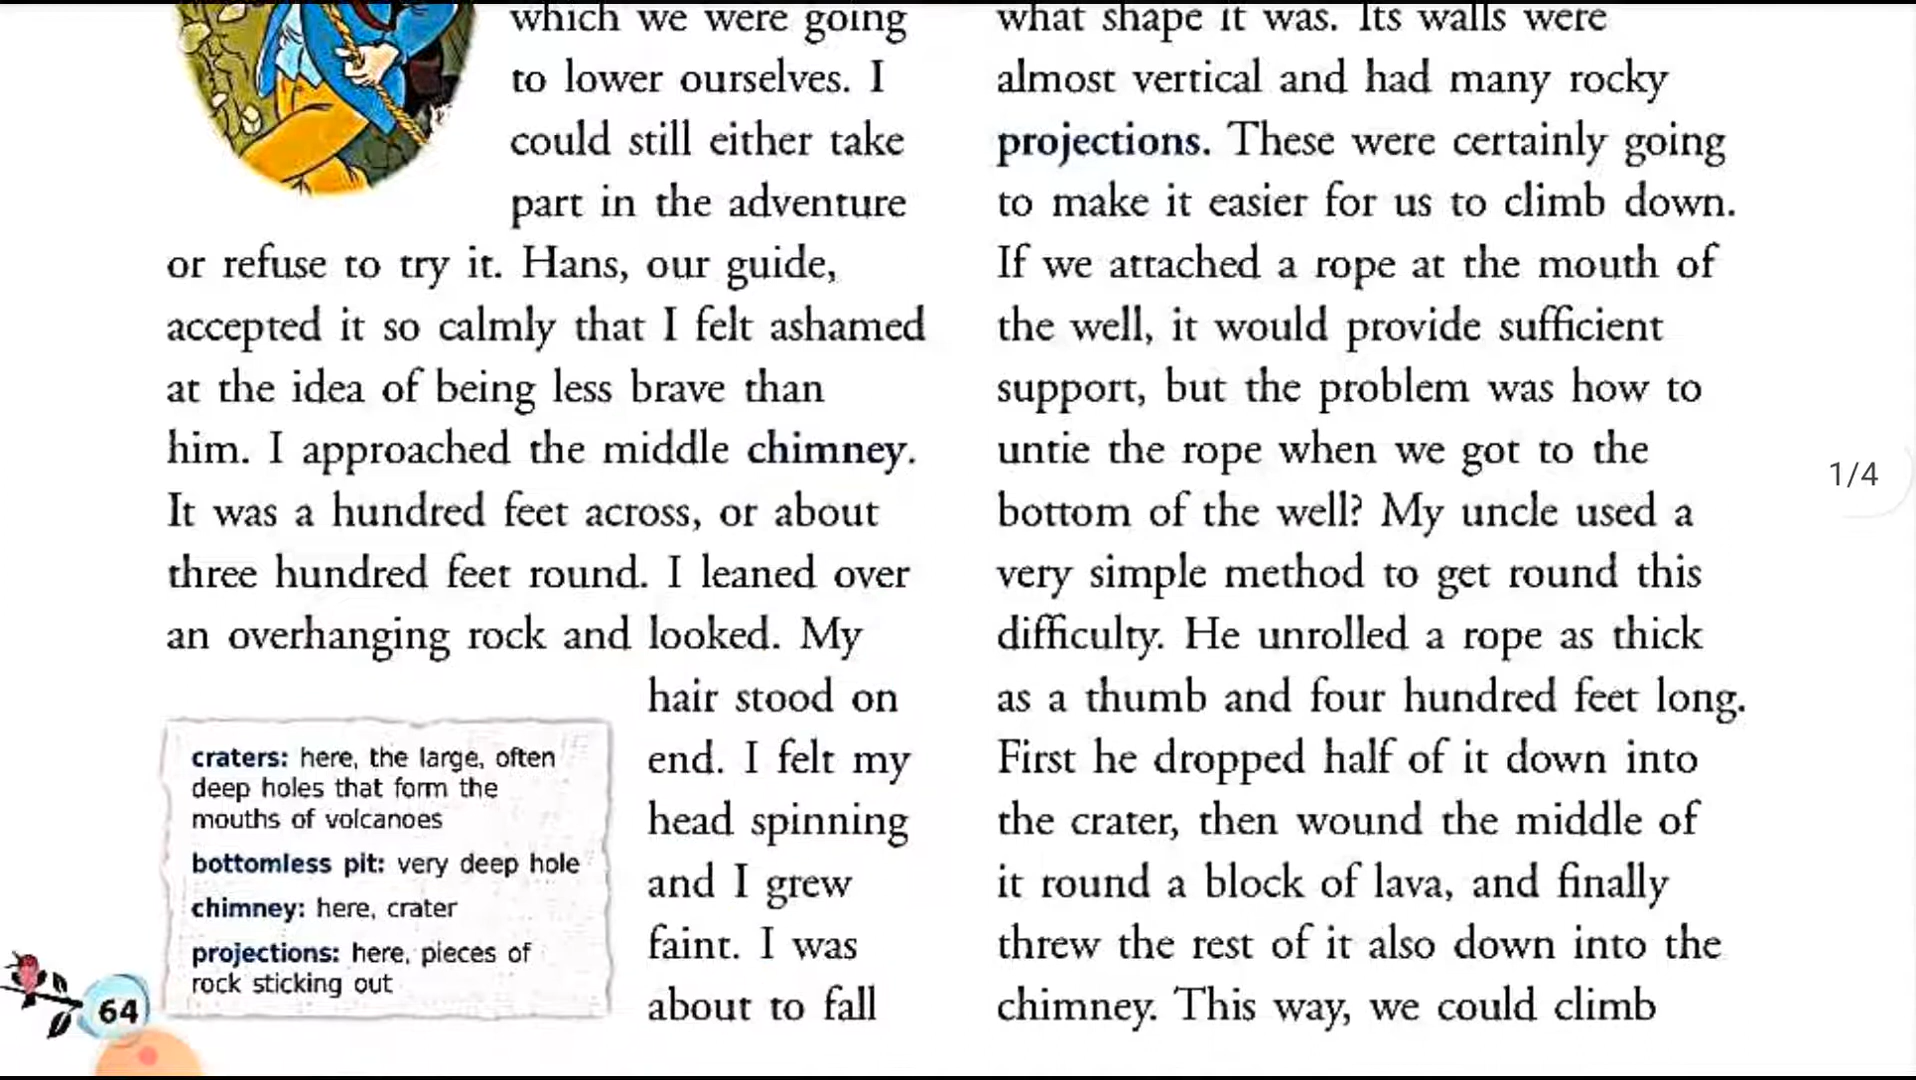 which we were going
to lower ourselves. I
could still either take
part in the adventure
or refuse to try it. Hans, our guide,
accepted it so calmly that I felt ashamed
at the idea of being less brave than
him. I approached the middle chimney.
It was a hundred feet across, or about
three hundred feet round. I leaned over
an overhanging rock and looked. My
hair stood on
end. I felt my
head spinning
and I grew
faint. I was
about to fall
craters: here, the large, often
deep holes that form the
mouths of volcanoes
bottomless pit: very deep hole
chimney: here, crater
projections: here, pieces of
rock sticking out
64
what shape it was. Its walls were
almost vertical and had many rocky
projections. These were certainly going
to make it easier for us to climb down.
If we attached a rope at the mouth of
the well, it would provide sufficient
support, but the problem was how to
untie the rope when we got to the
bottom of the well? My uncle used a
very simple method to get round this
difficulty. He unrolled a rope as thick
as a thumb and four hundred feet long.
First he dropped half of it down into
the crater, then wound the middle of
it round a block of lava, and finally
threw the rest of it also down into the
chimney. This way, we could climb
1/4